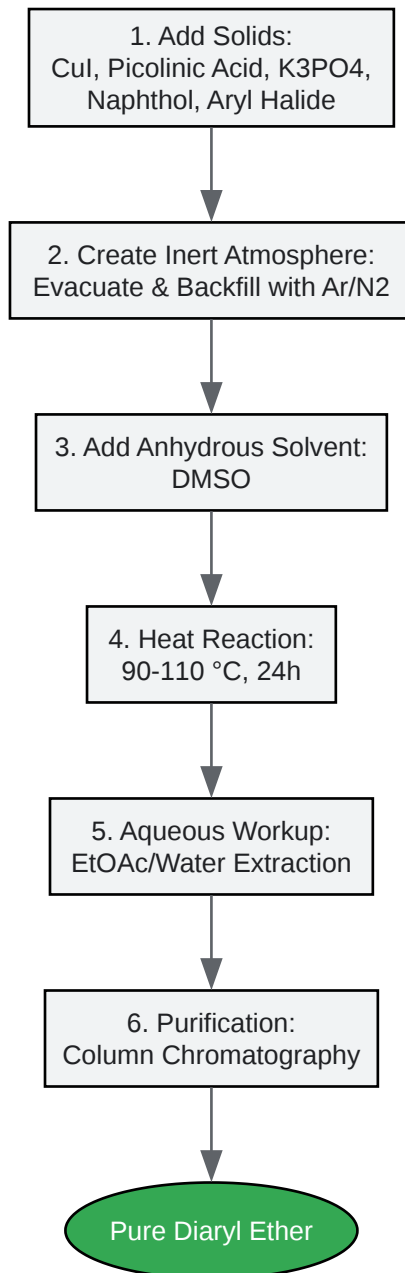 1. Add Solids:
CuI, Picolinic Acid, K3PO4,
Naphthol, Aryl Halide
2. Create Inert Atmosphere:
Evacuate & Backfill with Ar/N2
3. Add Anhydrous Solvent:
DMSO
4. Heat Reaction:
90-110 °C, 24h
5. Aqueous Workup:
EtOAc/Water Extraction
6. Purification:
Column Chromatography
Pure Diaryl Ether